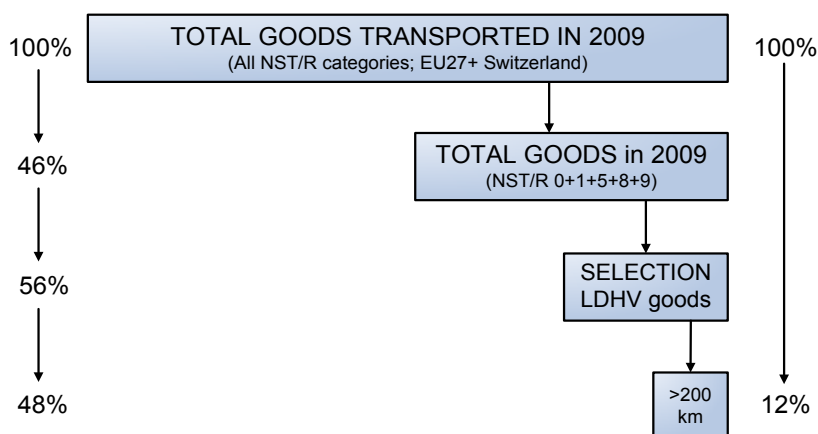 TOTAL GOODS TRANSPORTED IN 2009
(All NST/R categories; EU27+ Switzerland)
100%
100%
46%
TOTAL GOODS in 2009
(NST/R 0+1+5+8+9)
56%
SELECTION
LDHV goods
48%
>200
km
12%